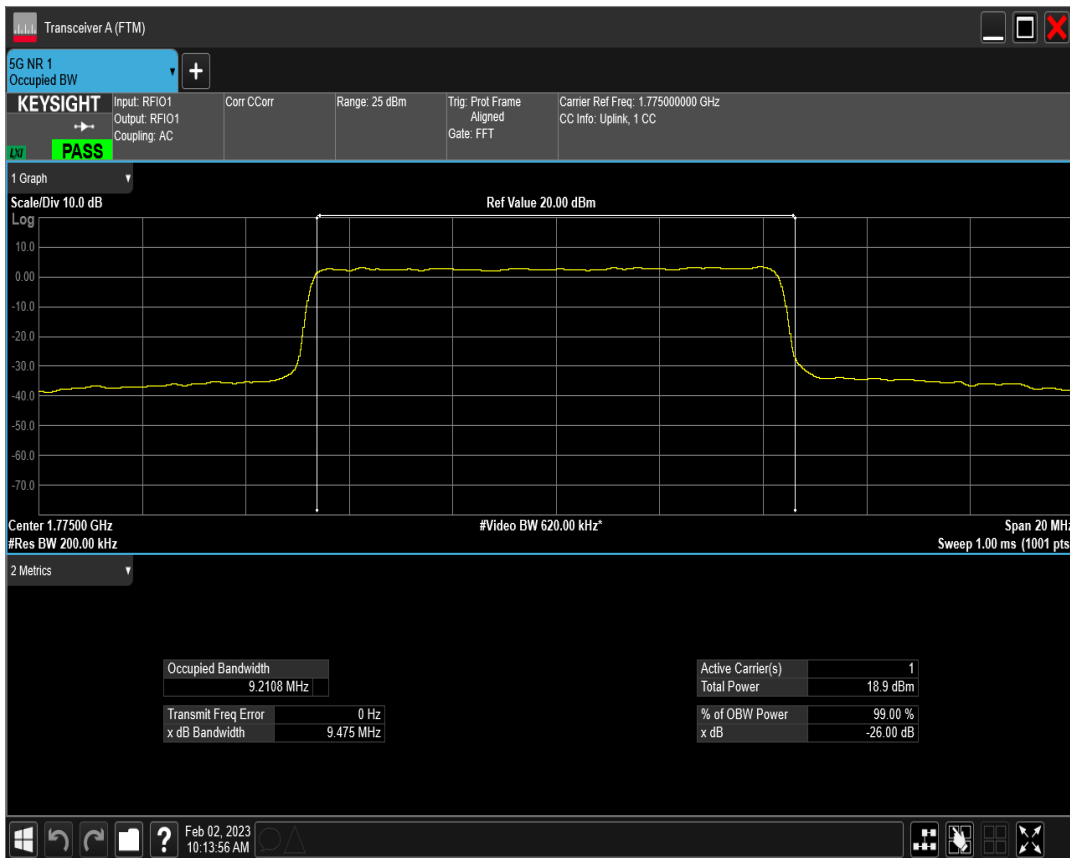 Transceiver A (FTM)
5G NR 1
Occupied BW
+
KEYSIGHT
LXI
PASS
Input: RFIO1
Output: RFIO1
Coupling: AC
Corr CCorr
Range: 25 dBm
Trig: Prot Frame
Aligned
Gate: FFT
Carrier Ref Freq: 1.775000000 GHz
CC Info: Uplink, 1 CC
1 Graph
Scale/Div 10.0 dB
Ref Value 20.00 dBm
Log
10.0
0.00
-10.0
-20.0
-30.0
-40.0
-50.0
-60.0
-70.0
Center 1.77500 GHz
#Video BW 620.00 kHz*
Span 20 MHz
#Res BW 200.00 kHz
Sweep 1.00 ms (1001 pts
2 Metrics
Occupied Bandwidth
9.2108 MHz
Transmit Freq Error 0 Hz
x dB Bandwidth 9.475 MHz
Active Carrier(s) 1
Total Power 18.9 dBm
% of OBW Power 99.00 %
x dB -26.00 dB
?
Feb 02, 2023
10:13:56 AM